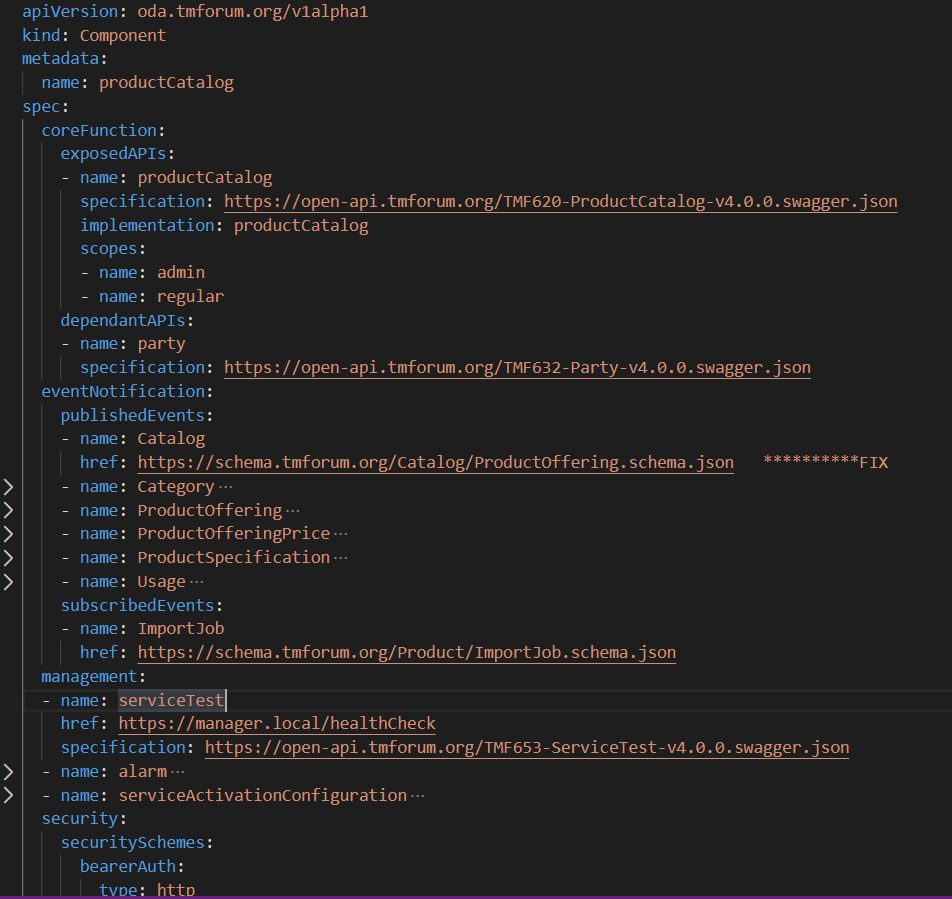 apiVersion: oda.tmforum.org/v1alpha1
kind: Component
metadata:
  name: productCatalog
spec:
  coreFunction:
    exposedAPIs:
    - name: productCatalog
      specification: https://open-api.tmforum.org/TMF620-ProductCatalog-v4.0.0.swagger.json
      implementation: productCatalog
      scopes:
      - name: admin
      - name: regular
    dependantAPIs:
    - name: party
      specification: https://open-api.tmforum.org/TMF632-Party-v4.0.0.swagger.json
  eventNotification:
    publishedEvents:
    - name: Catalog
      href: https://schema.tmforum.org/Catalog/ProductOffering.schema.json   **********FIX
    - name: Category ···
    - name: ProductOffering ···
    - name: ProductOfferingPrice ···
    - name: ProductSpecification ···
    - name: Usage ···
    subscribedEvents:
    - name: ImportJob
      href: https://schema.tmforum.org/Product/ImportJob.schema.json
  management:
  - name: serviceTest
    href: https://manager.local/healthCheck
    specification: https://open-api.tmforum.org/TMF653-ServiceTest-v4.0.0.swagger.json
  - name: alarm ···
  - name: serviceActivationConfiguration ···
  security:
    securitySchemes:
      bearerAuth:
        type: http